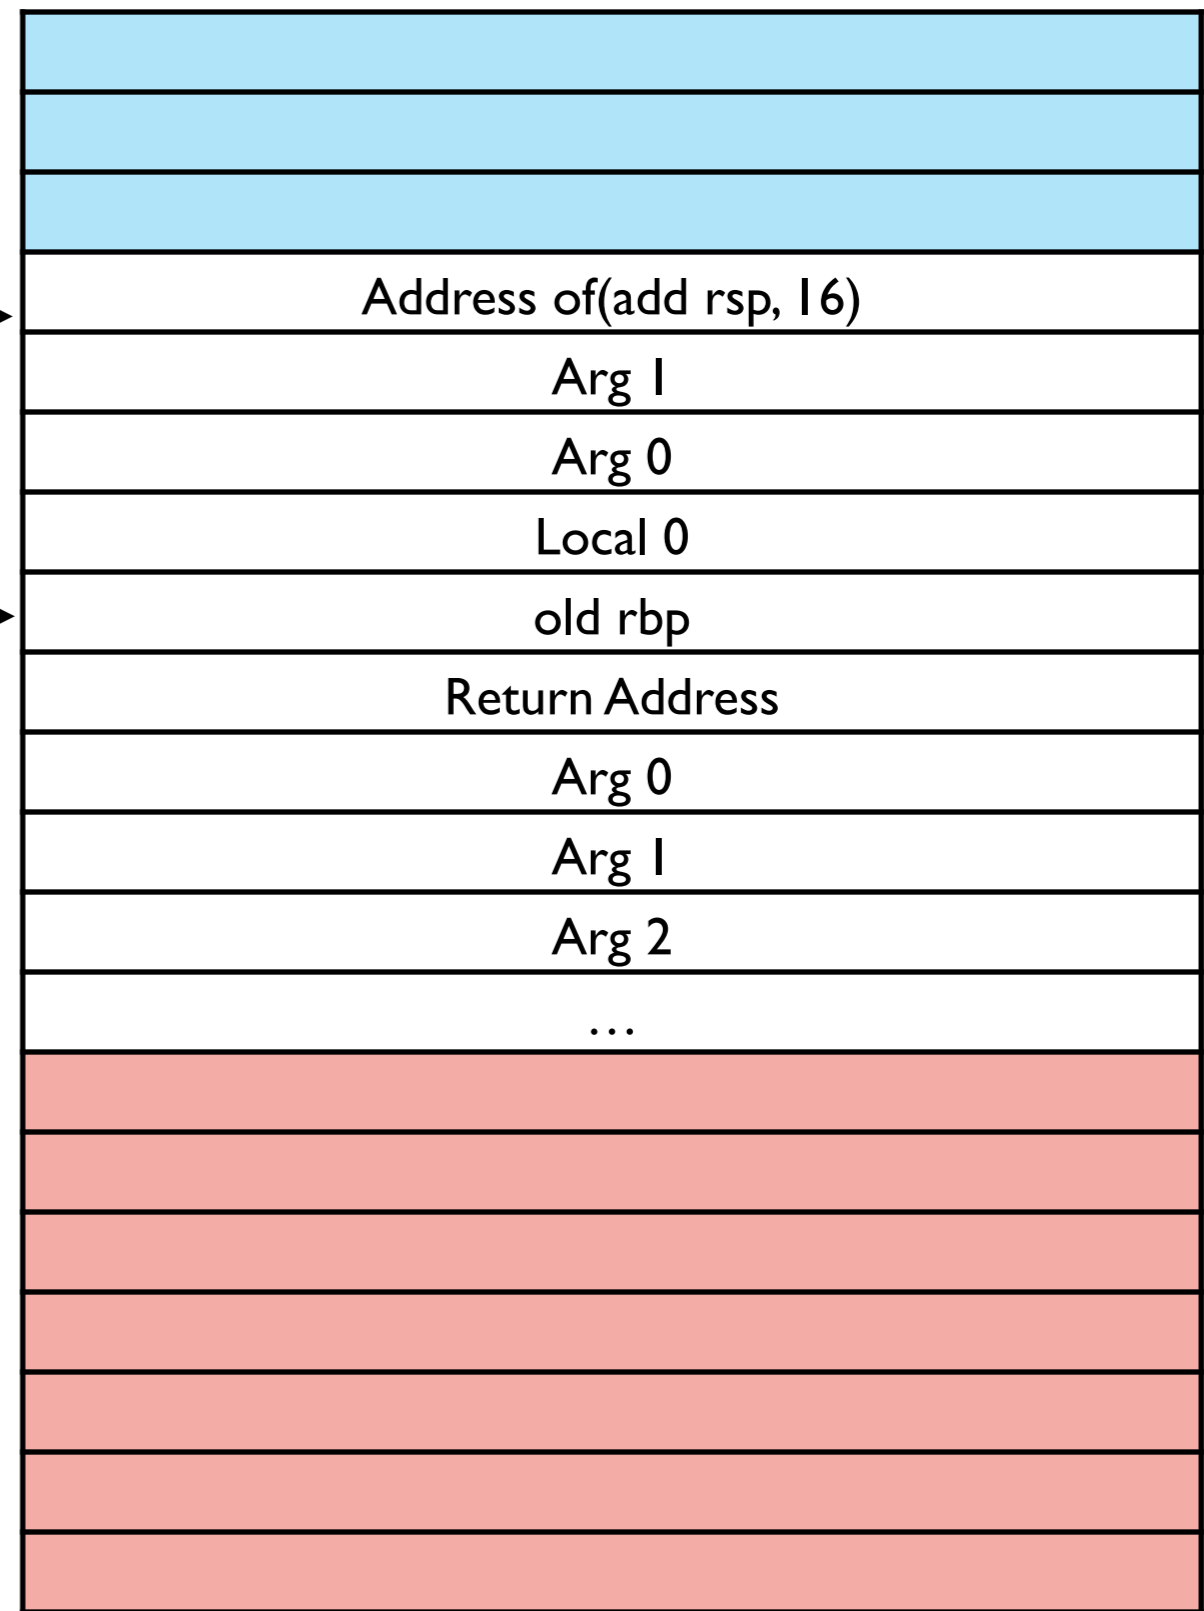 Address of(add rsp, 16)
Arg 1
Arg 0
Local 0
old rbp
Return Address
Arg 0
Arg 1
Arg 2
…